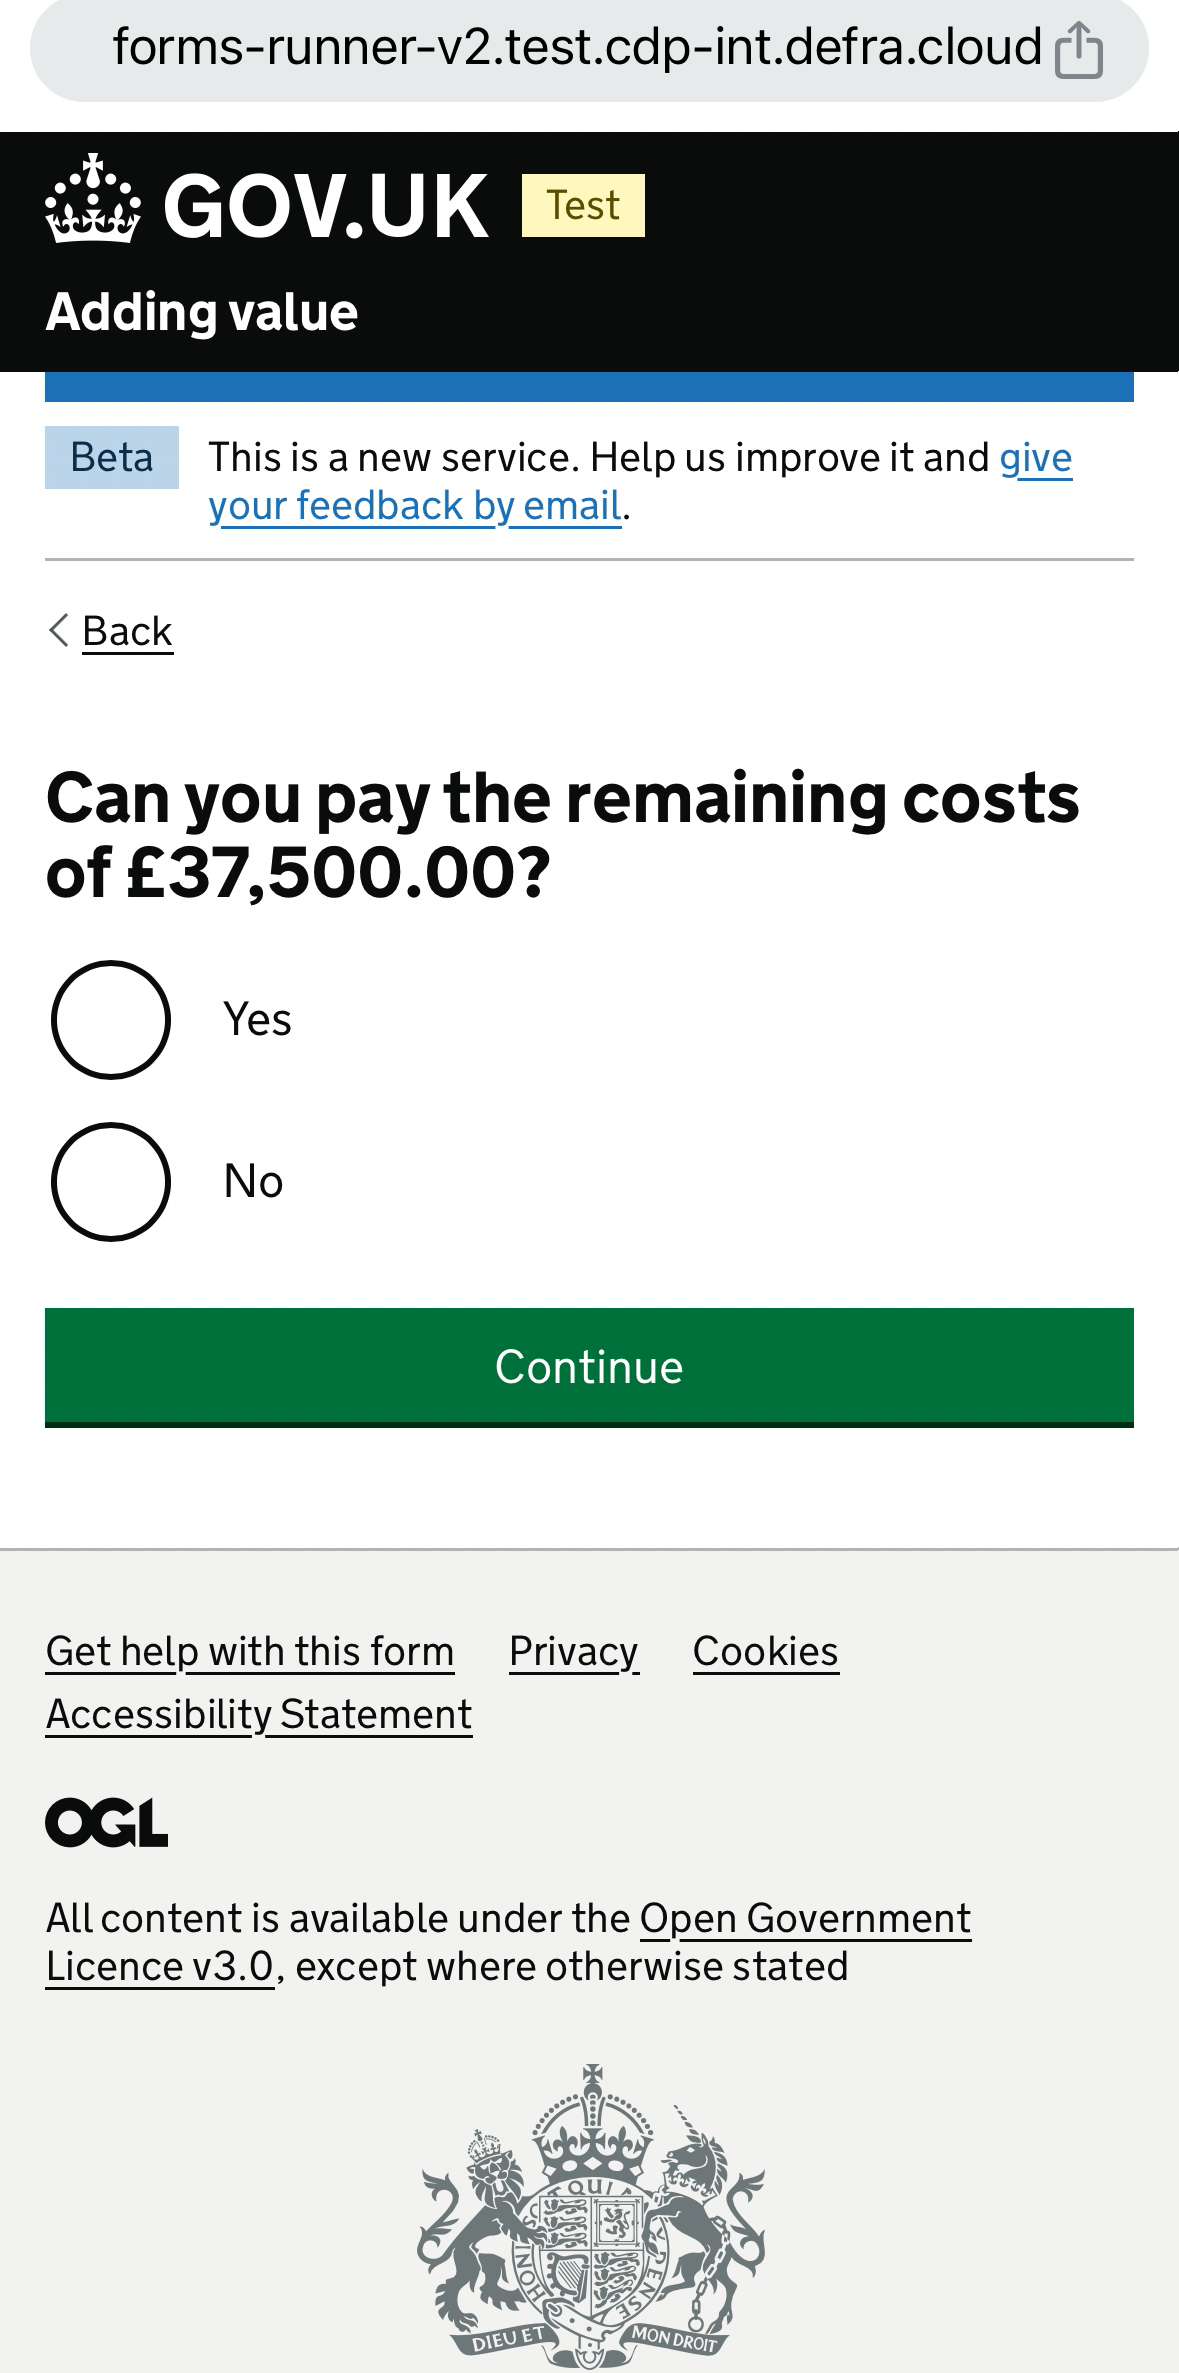 forms-runner-v2.test.cdp-int.defra.cloud
GOV.UK Test
Adding value
Beta This is a new service. Help us improve it and give
your feedback by email.
Back
Can you pay the remaining costs
of £37,500.00?
Yes
No
Continue
Get help with this form Privacy Cookies
Accessibility Statement
OGL
All content is available under the Open Government
Licence v3.0, except where otherwise stated
QUI
HONI
DIEU ET MON DROIT